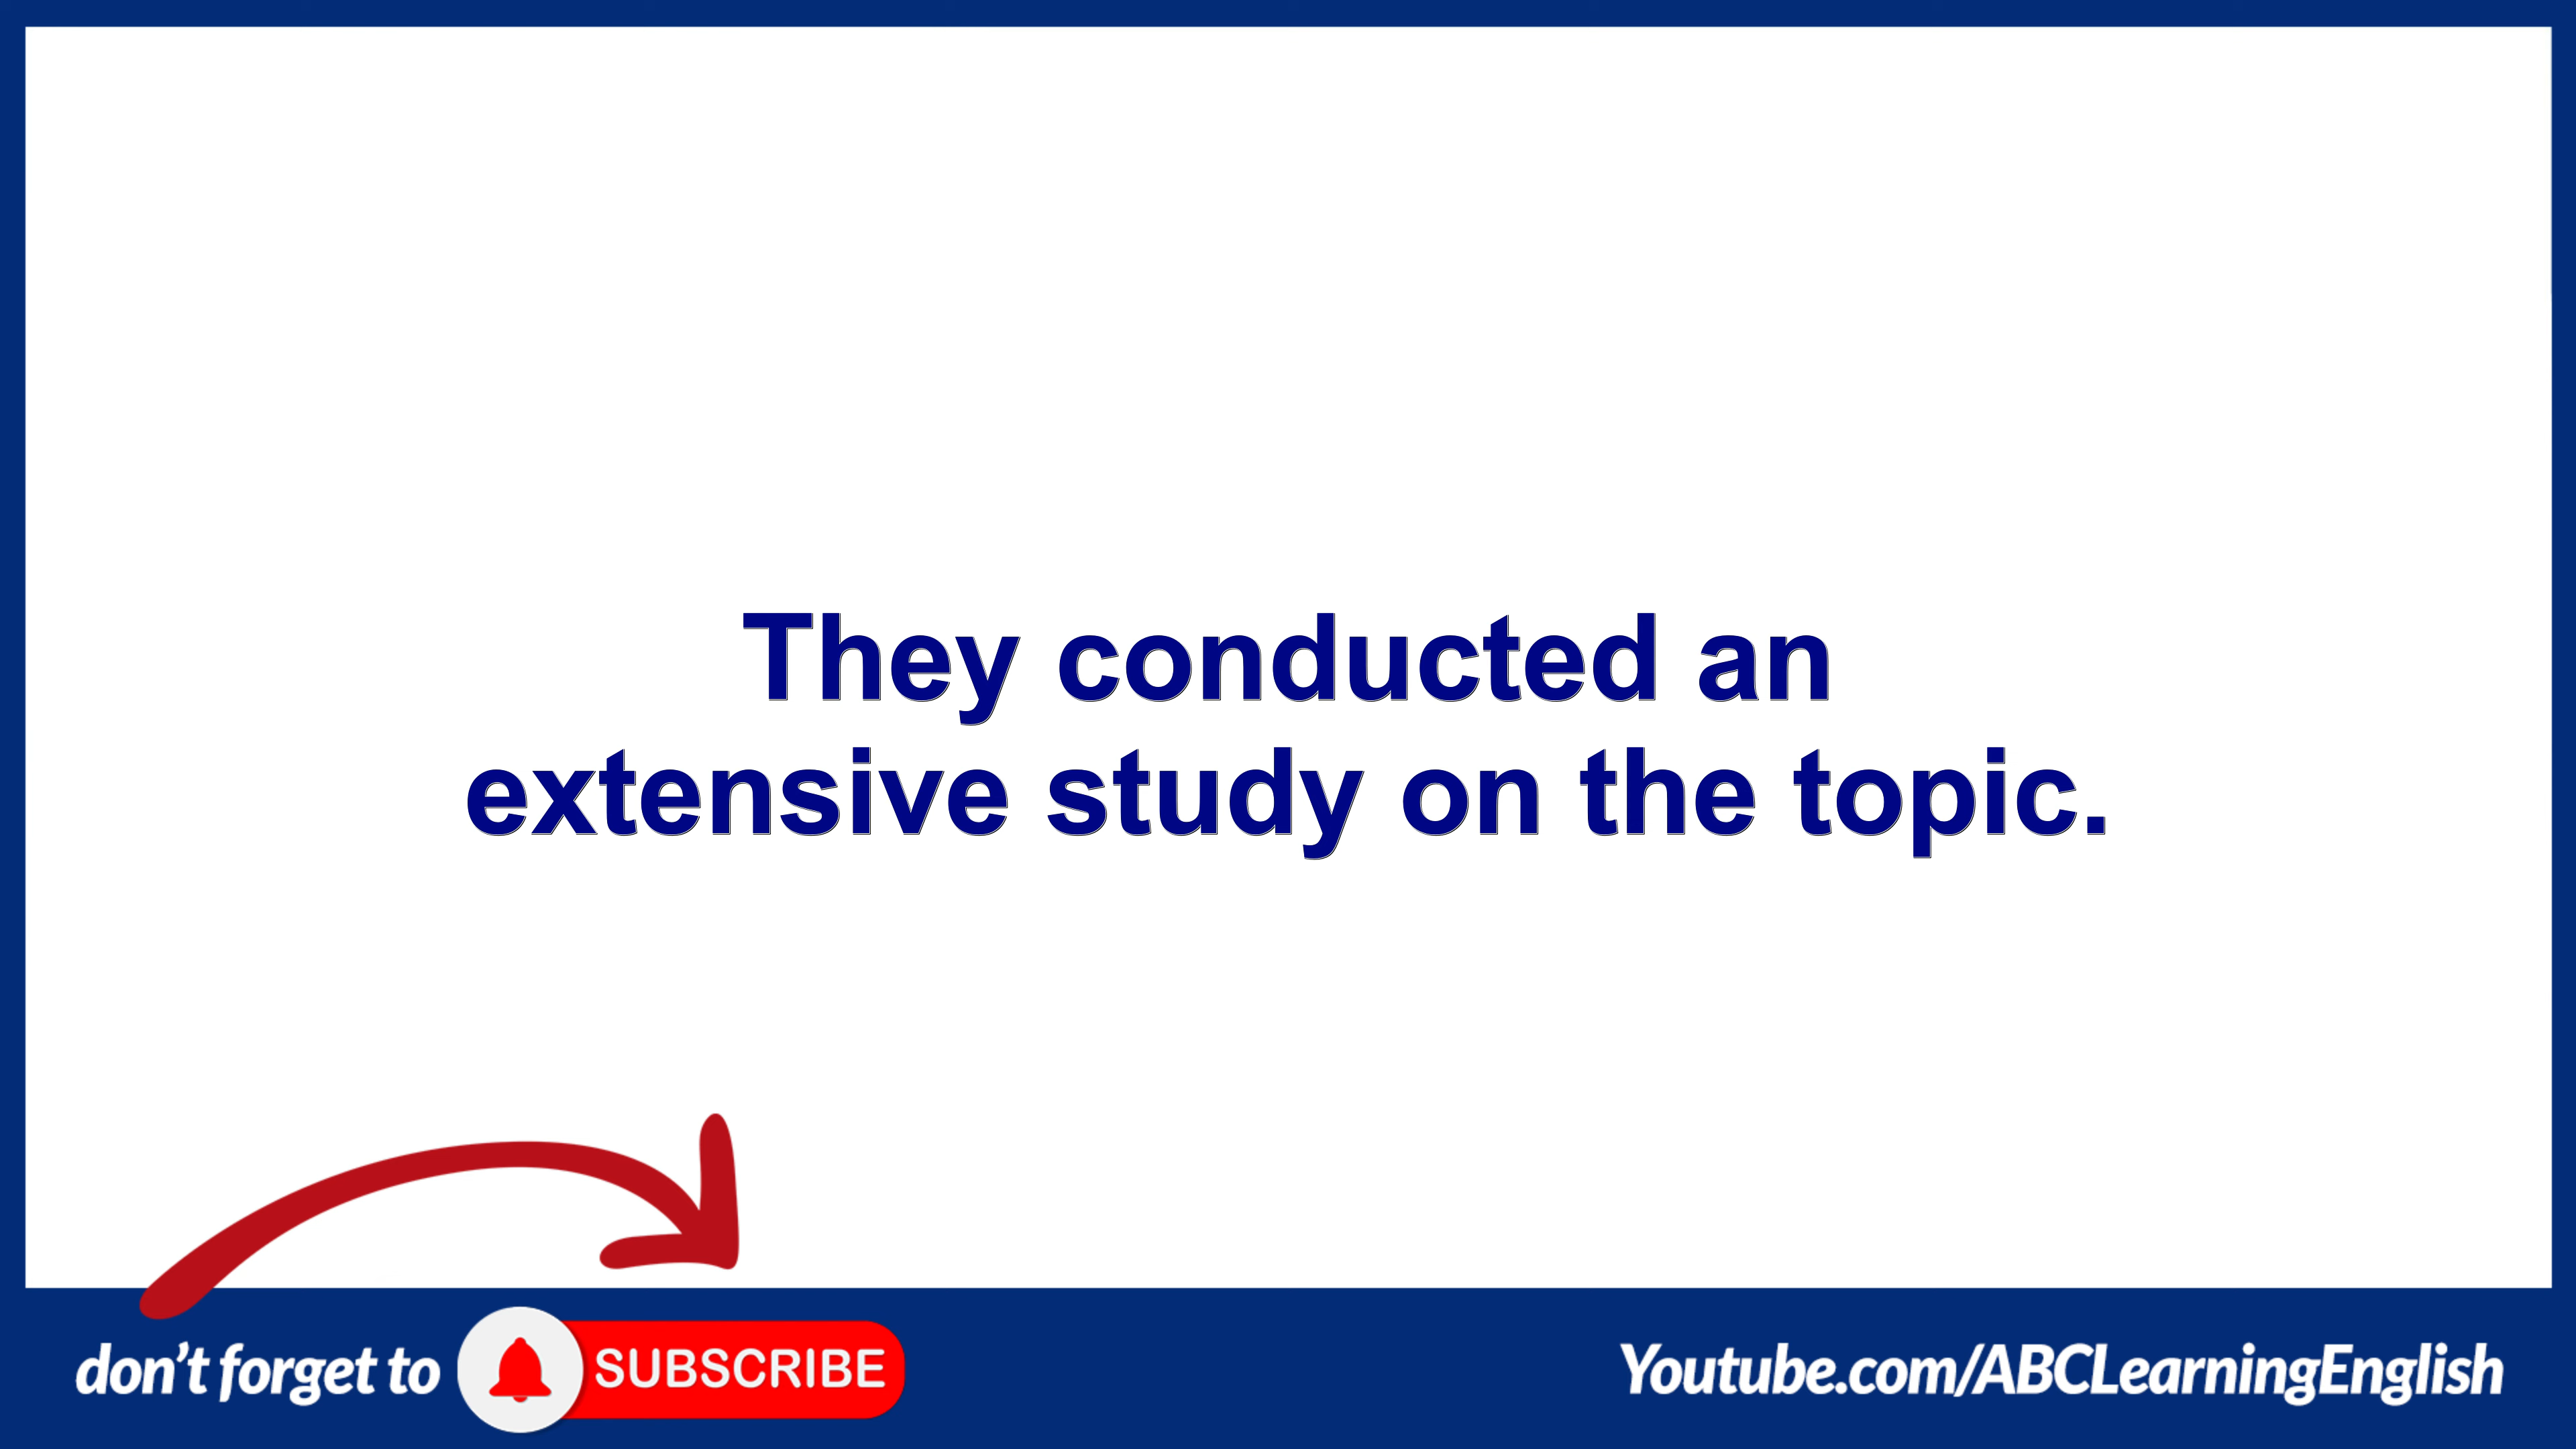 They conducted an
extensive study on the topic.
don't forget to SUBSCRIBE
Youtube.com/ABCLearningEnglish